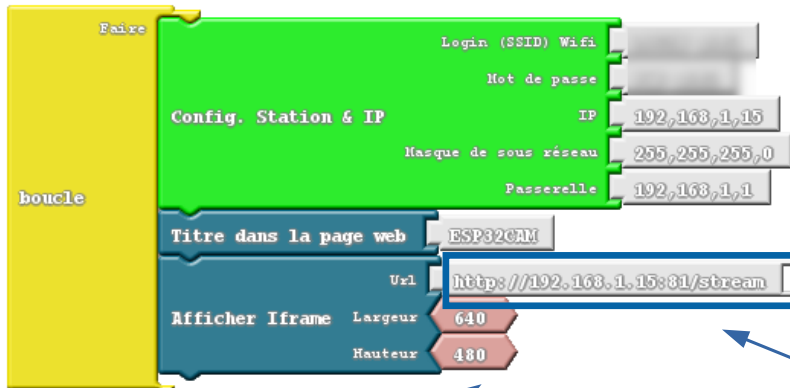 Faire
Login (SSID) Wifi
Mot de passe
Config. Station & IP
IP
192,168,1,15
Masque de sous réseau
255,255,255,0
Passerelle
192,168,1,1
boucle
Titre dans la page web
ESP32CAM
Url
http://192.168.1.15:81/stream
Afficher Iframe
Largeur
640
Hauteur
480